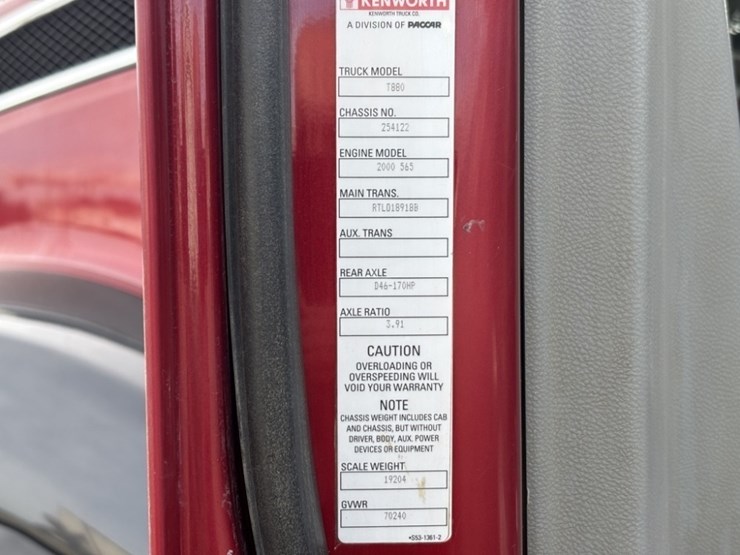 KENWORTH
KENWORTH TRUCK CO.
A DIVISION OF PACCAR
TRUCK MODEL
T880
CHASSIS NO.
254122
ENGINE MODEL
2000 565
MAIN TRANS.
RTLO18918B
AUX. TRANS
REAR AXLE
D46-170HP
AXLE RATIO
3.91
CAUTION
OVERLOADING OR
OVERSPEEDING WILL
VOID YOUR WARRANTY
NOTE
CHASSIS WEIGHT INCLUDES CAB
AND CHASSIS, BUT WITHOUT
DRIVER, BODY, AUX. POWER
DEVICES OR EQUIPMENT
SCALE WEIGHT
19204
GVWR
70240
•S53-1361-2